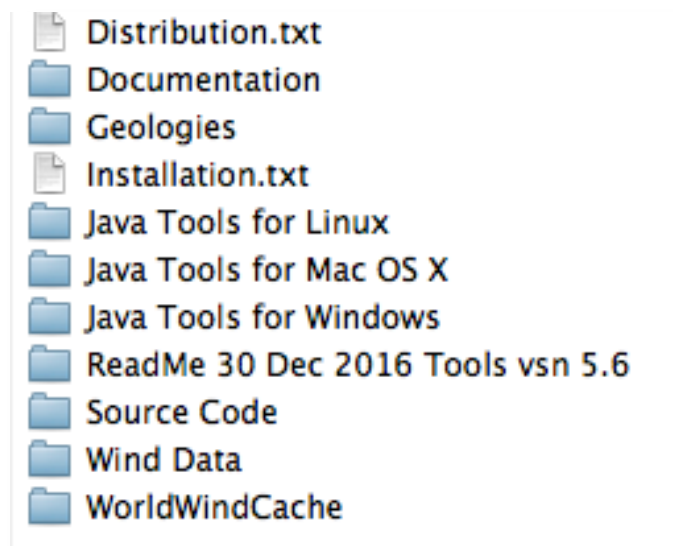 Distribution.txt
Documentation
Geologies
Installation.txt
Java Tools for Linux
Java Tools for Mac OS X
Java Tools for Windows
ReadMe 30 Dec 2016 Tools vsn 5.6
Source Code
Wind Data
WorldWindCache